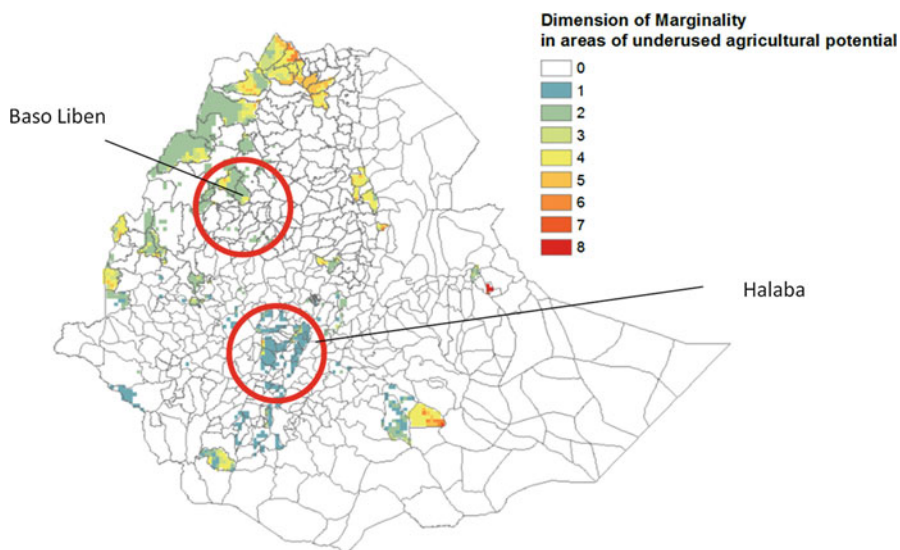 Dimension of Marginality
in areas of underused agricultural potential
0
1
2
3
4
5
6
7
8
Baso Liben
Halaba